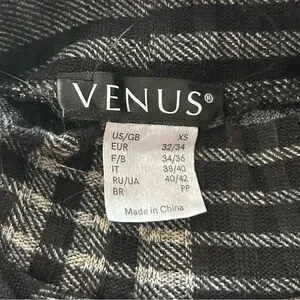 VENUS®
US/GB XS
EUR 32/34
F/B 34/36
IT 38/40
RU/UA 40/42
BR PP
Made in China